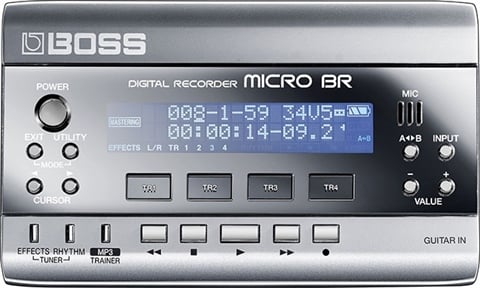 BOSS
DIGITAL RECORDER MICRO BR
POWER
MIC
MASTERING
008-1-59 34V5
00:00:14-09.2
A-B
EFFECTS L/R TR 1 2 3 4
EXIT UTILITY
MODE
CURSOR
A◄►B INPUT
- +
VALUE
TR1 TR2 TR3 TR4
EFFECTS RHYTHM
TUNER
MP3
TRAINER
GUITAR IN